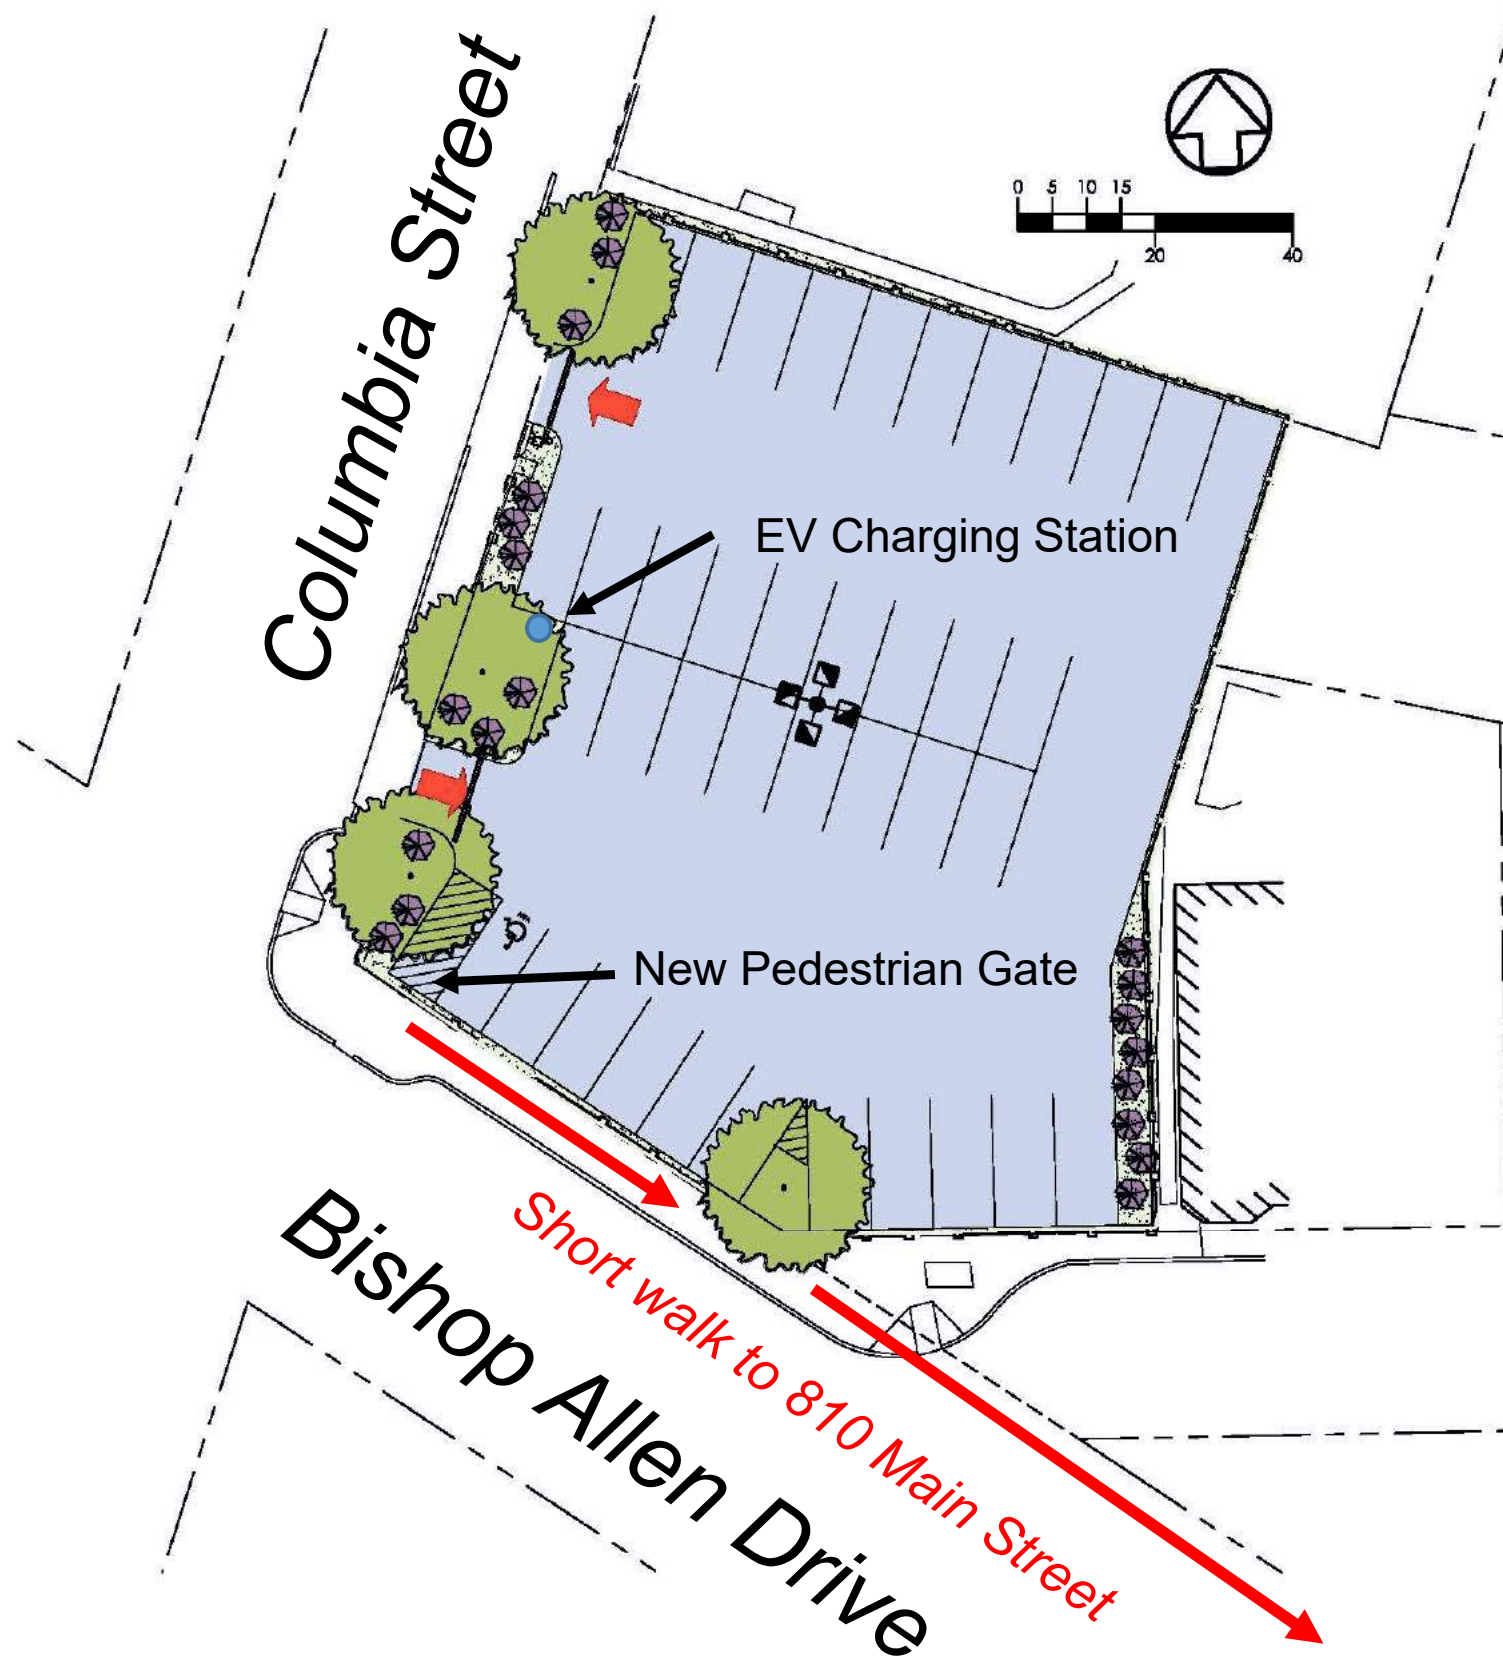 Columbia Street
0 5 10 15
20 40
EV Charging Station
New Pedestrian Gate
Short walk to 810 Main Street
Bishop Allen Drive